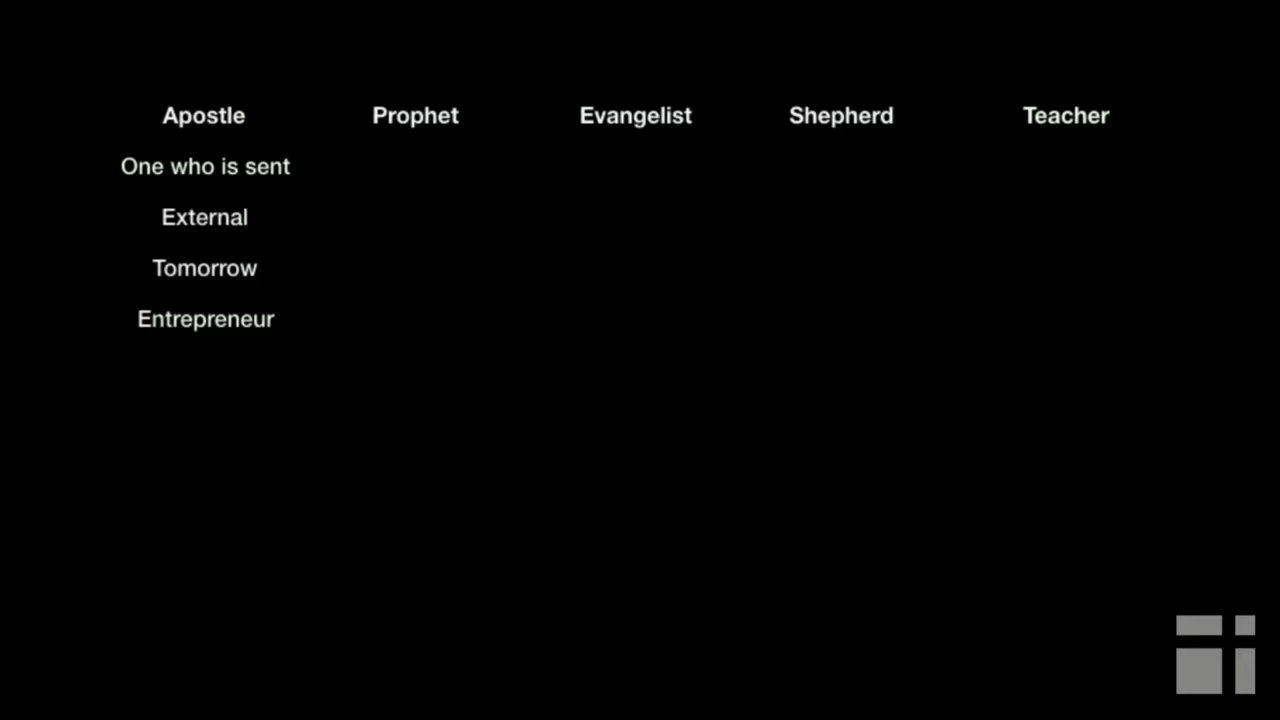 Apostle Prophet Evangelist Shepherd Teacher
One who is sent
External
Tomorrow
Entrepreneur